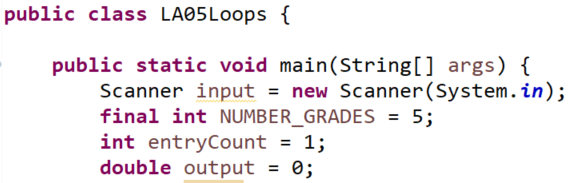 public class LA05Loops {
public static void main(String[] args) {
Scanner input = new Scanner(System.in);
final int NUMBER_GRADES = 5;
int entryCount = 1;
double output = 0;